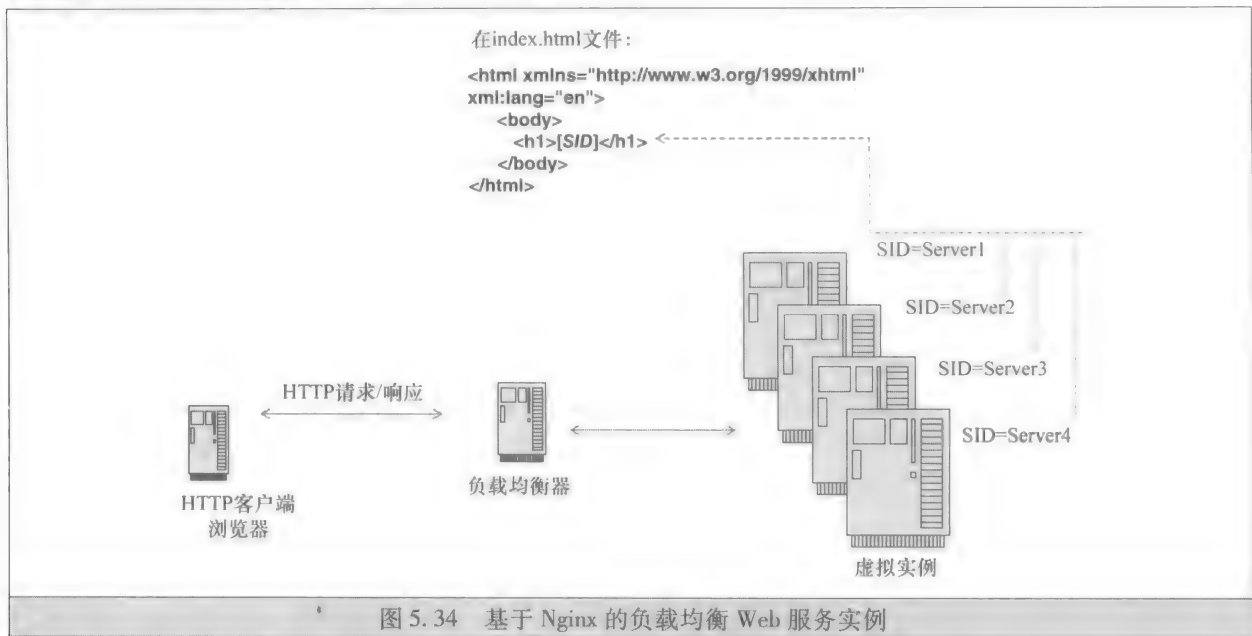 在index.html文件:
<html xmlns="http://www.w3.org/1999/xhtml"
xml:lang="en">
<body>
<h1>[SID]</h1>
</body>
</html>
SID=Server1
SID=Server2
SID=Server3
SID=Server4
HTTP请求/响应
HTTP客户端
浏览器
负载均衡器
虚拟实例
图 5.34 基于 Nginx 的负载均衡 Web 服务实例